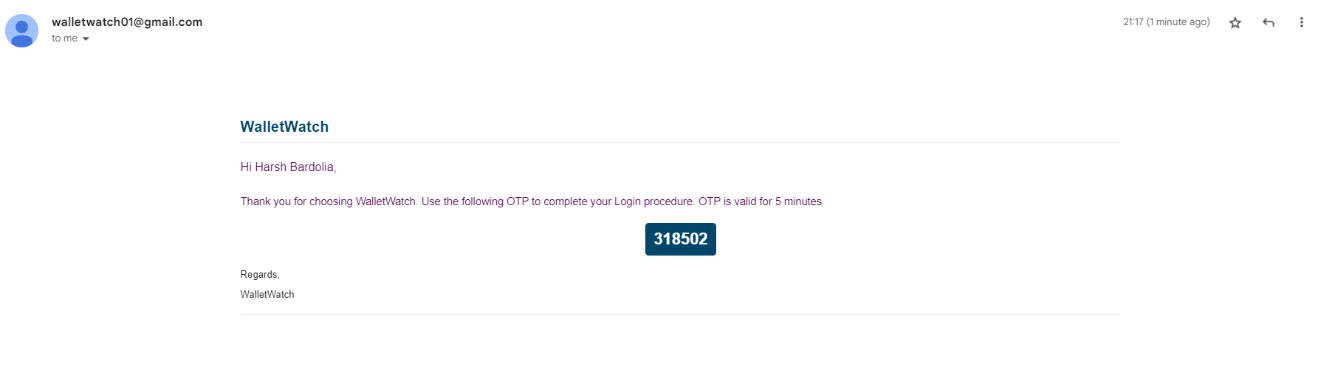 walletwatch01@gmail.com
21:17 (1 minute ago)
to me
WalletWatch
Hi Harsh Bardolia,
Thank you for choosing WalletWatch. Use the following OTP to complete your Login procedure. OTP is valid for 5 minutes
318502
Regards,
WalletWatch